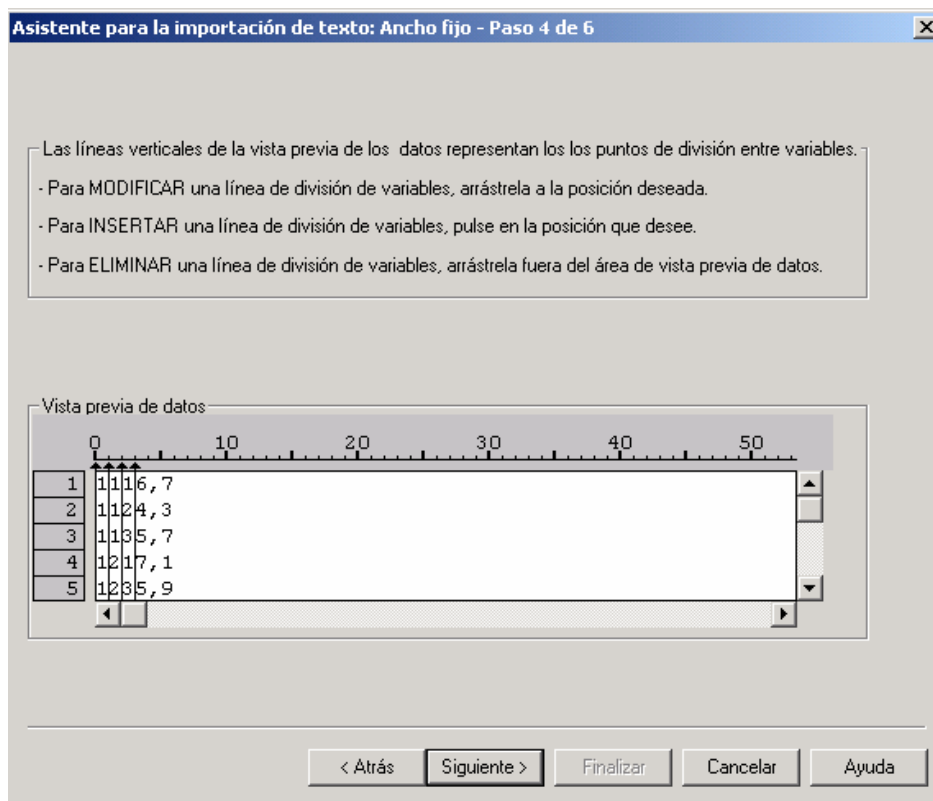 Asistente para la importación de texto: Ancho fijo - Paso 4 de 6
Las líneas verticales de la vista previa de los datos representan los los puntos de división entre variables.
- Para MODIFICAR una línea de división de variables, arrástrela a la posición deseada.
- Para INSERTAR una línea de división de variables, pulse en la posición que desee.
- Para ELIMINAR una línea de división de variables, arrástrela fuera del área de vista previa de datos.
Vista previa de datos
0 10 20 30 40 50
1 1116,7
2 1124,3
3 1135,7
4 1217,1
5 1235,9
< Atrás Siguiente > Finalizar Cancelar Ayuda